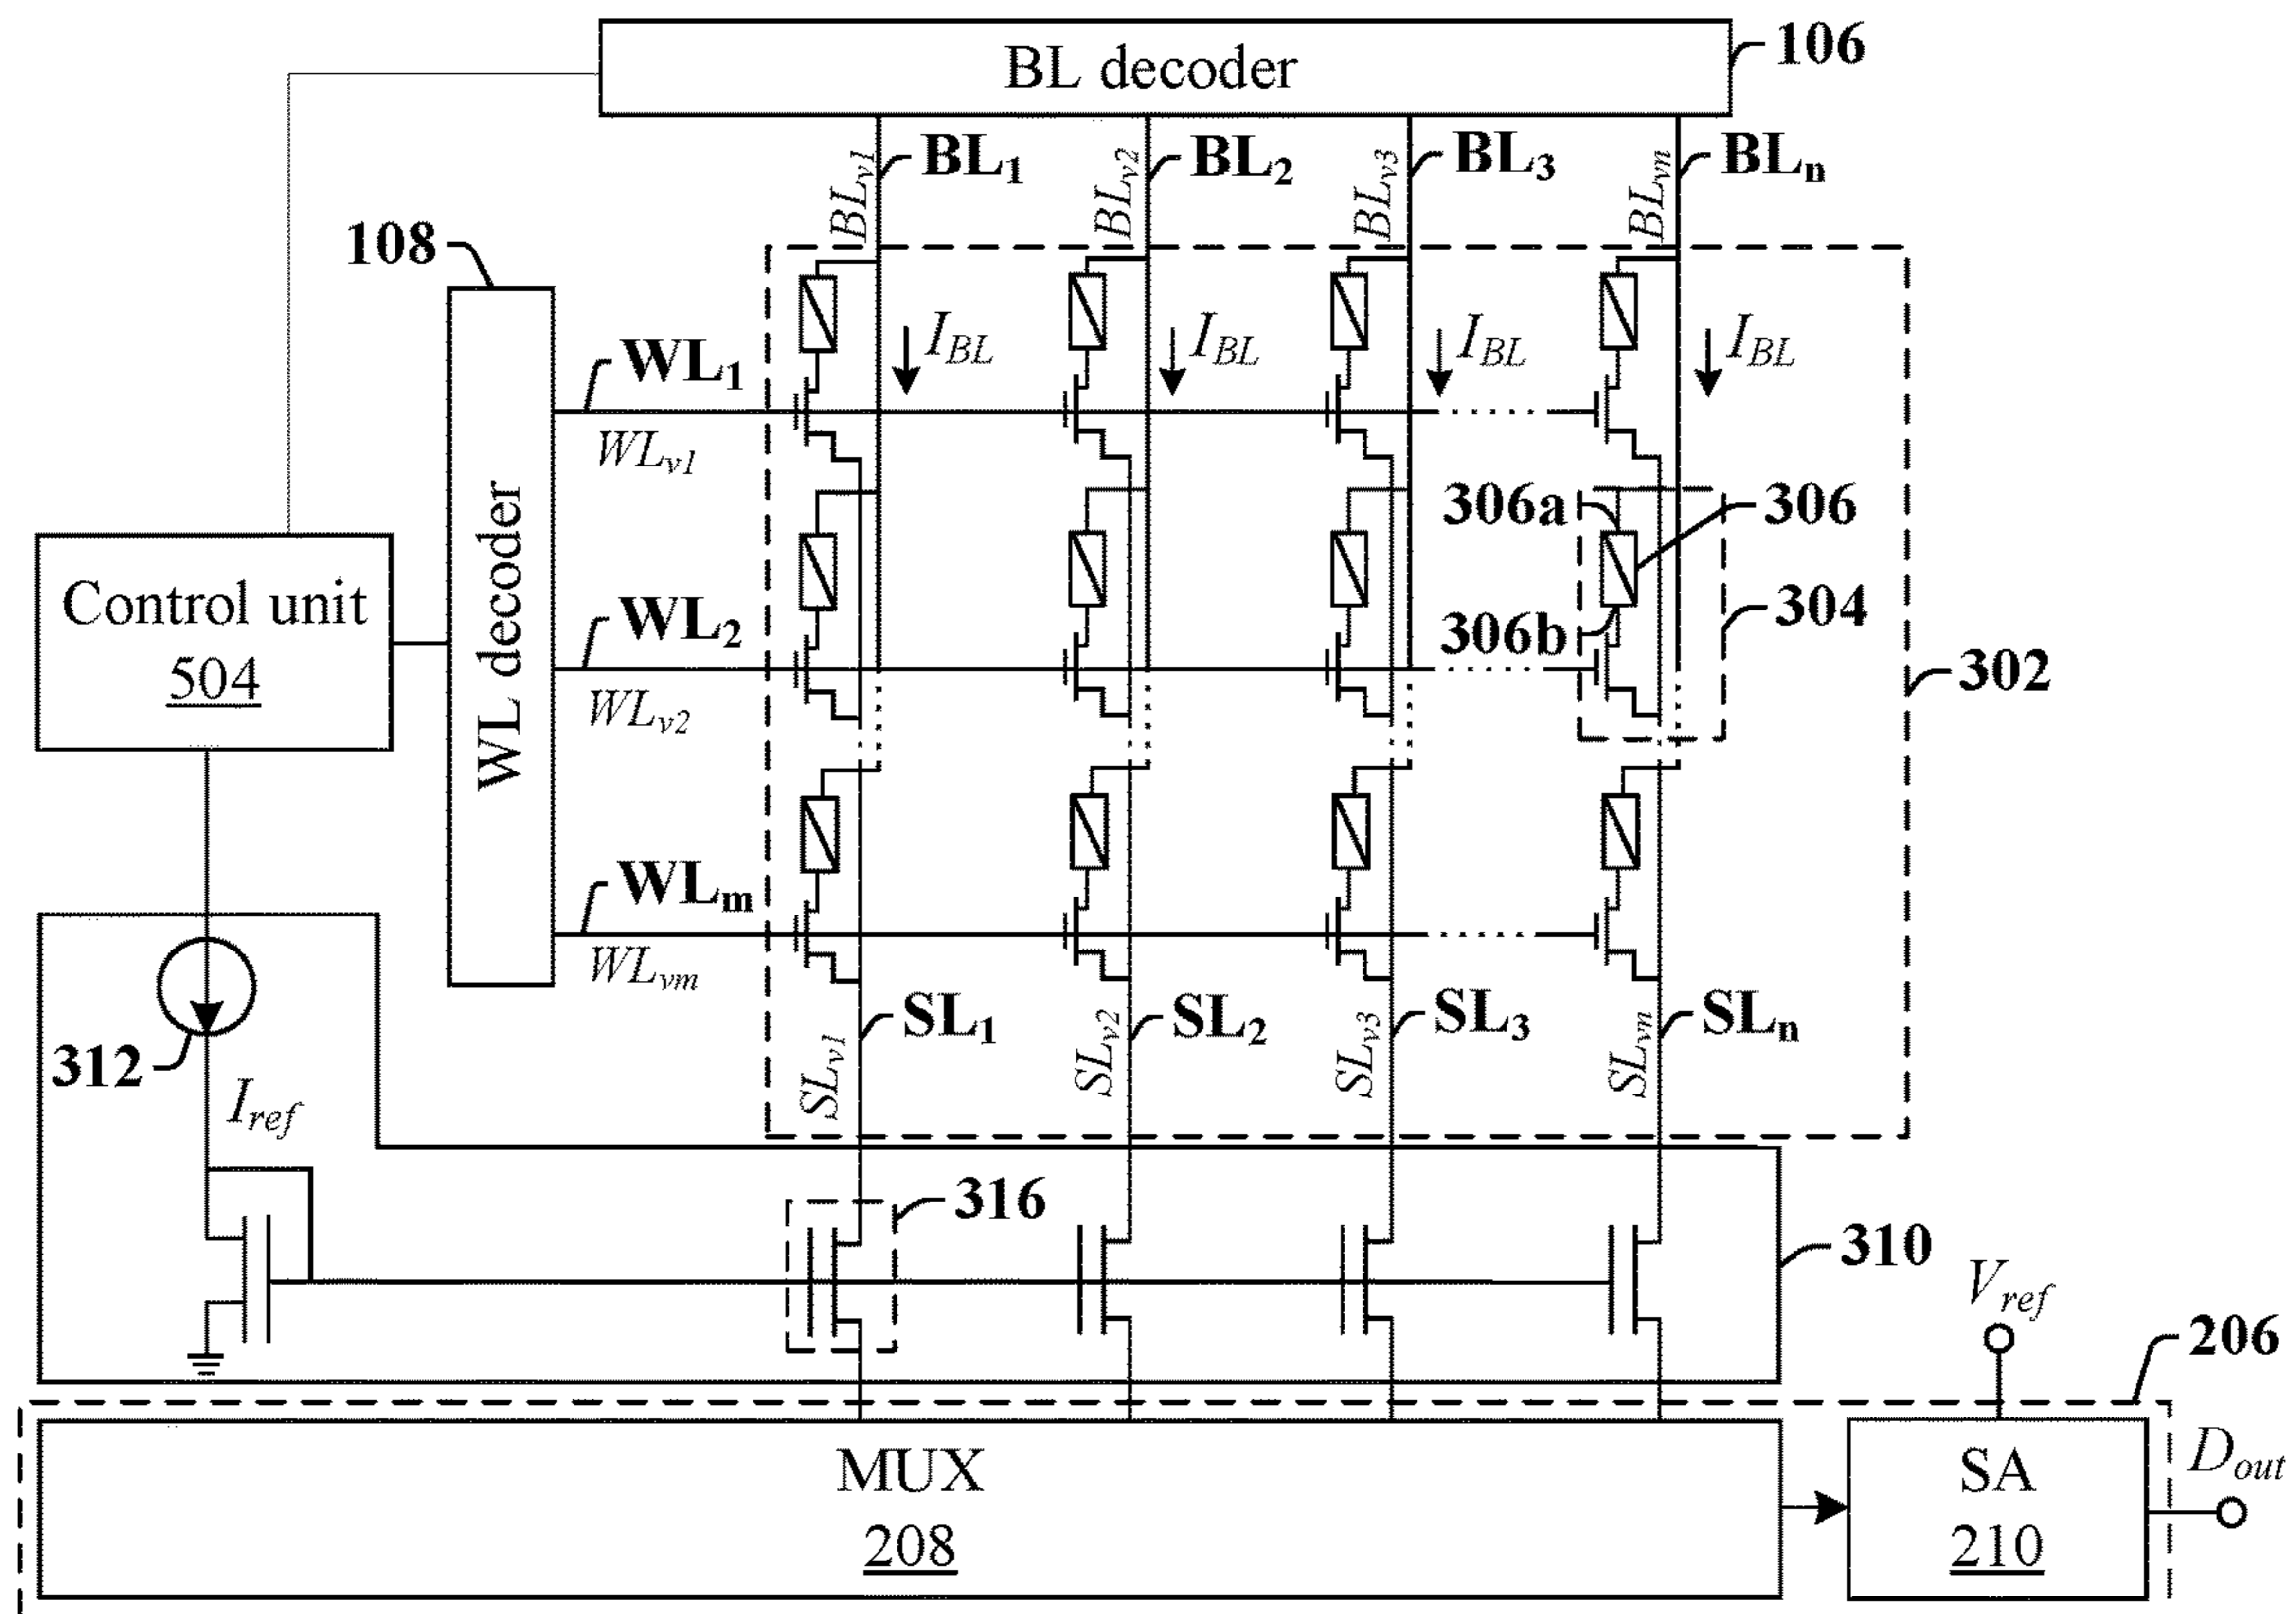 BL decoder
106
BLv1
BL1
BLv2
BL2
BLv3
BL3
BLvn
BLn
108
WL decoder
WL1
WLv1
IBL
IBL
IBL
IBL
306a
306
Control unit
504
WL2
WLv2
306b
304
302
WLm
WLvm
312
Iref
SLv1
SL1
SLv2
SL2
SLv3
SL3
SLvn
SLn
316
310
Vref
206
MUX
208
SA
210
Dout